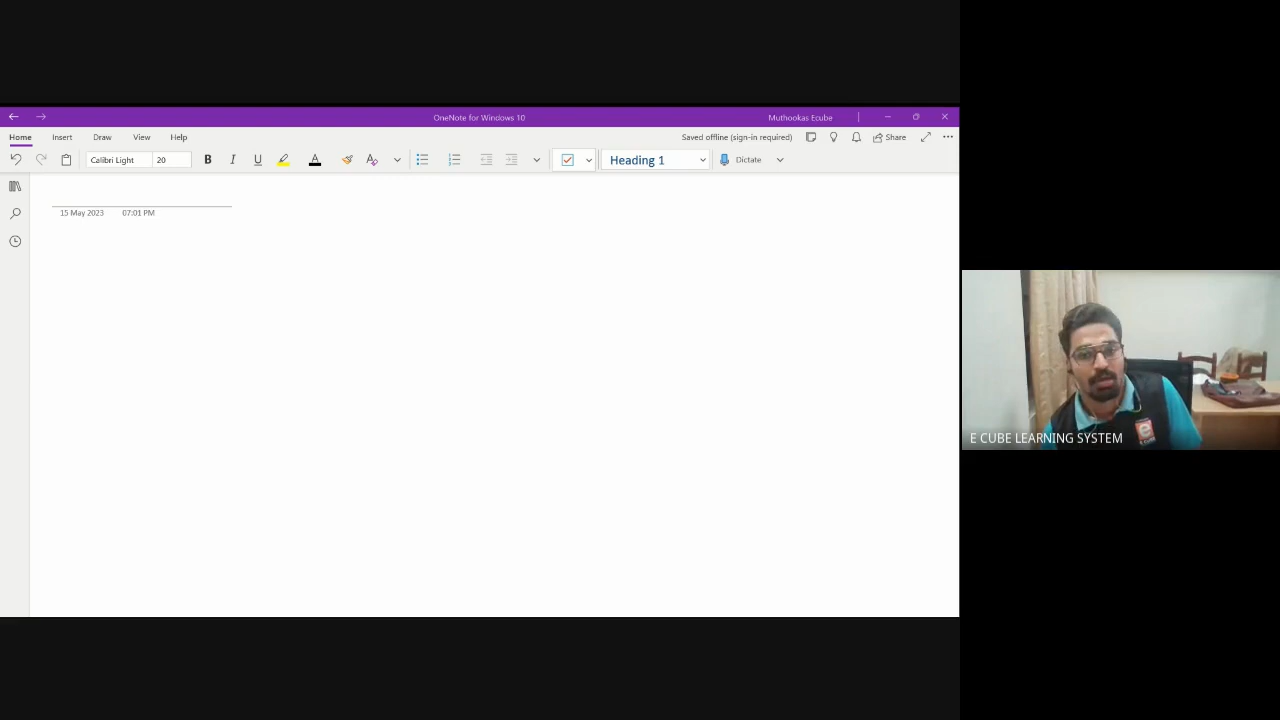 OneNote for Windows 10
Muthookas Ecube
Home Insert Draw View Help
Saved offline (sign-in required)
Share
Calibri Light 20
B I U A
Heading 1
Dictate
15 May 2023 07:01 PM
E CUBE LEARNING SYSTEM